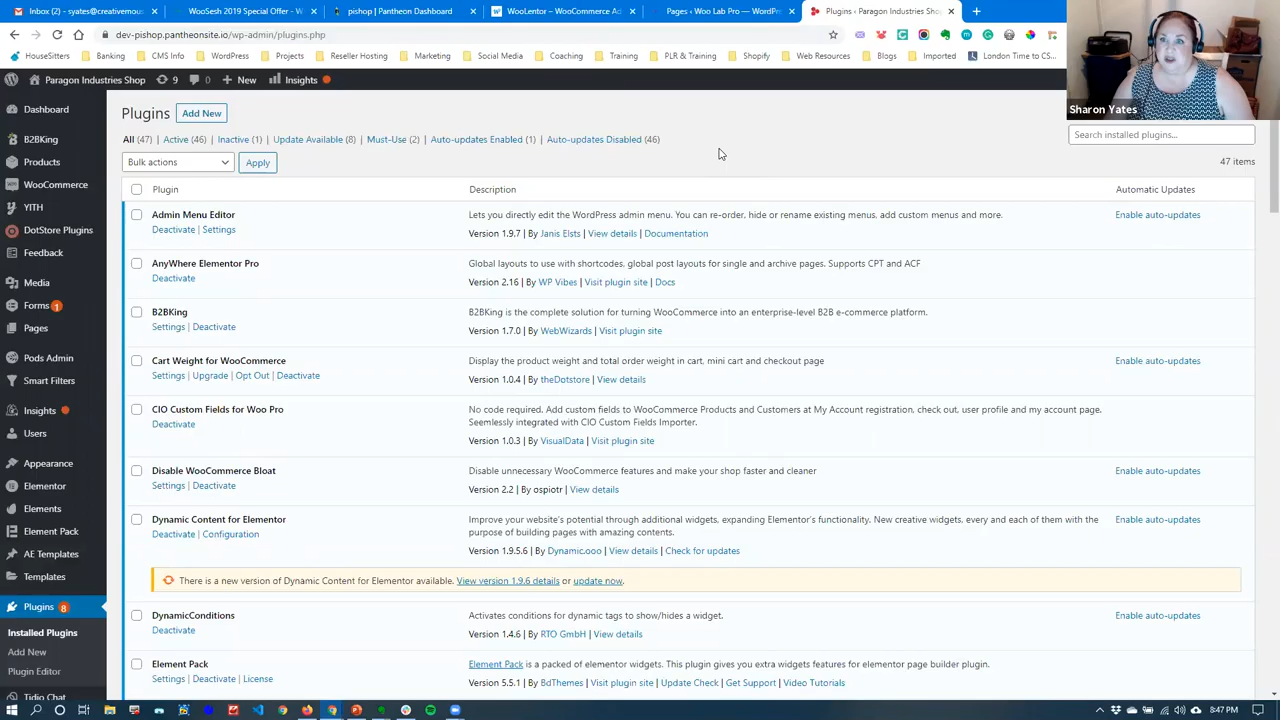 Inbox (3) - syates@creativemous
WooSesh 2019 Special Offer - W
pishop | Pantheon Dashboard
WooLentor – WooCommerce Ad
Pages ‹ Woo Lab Pro — WordPr
Plugins ‹ Paragon Industries Sho
dev-pishop.pantheonsite.io/wp-admin/plugins.php
HouseSitters
Banking
CMS Info
WordPress
Projects
Reseller Hosting
Marketing
Social Media
Coaching
Training
PLR & Training
Shopify
Web Resources
Blogs
Imported
London Time to CS...
Sharon Yates
Paragon Industries Shop
9
0
New
Insights
Dashboard
B2BKing
Products
WooCommerce
YITH
DotStore Plugins
Feedback
Media
Forms 1
Pages
Pods Admin
Smart Filters
Insights
Users
Appearance
Elementor
Elements
Element Pack
AE Templates
Templates
Plugins 8
Installed Plugins
Add New
Plugin Editor
Tidio Chat
Plugins Add New
All (47) | Active (46) | Inactive (1) | Update Available (8) | Must-Use (2) | Auto-updates Enabled (1) | Auto-updates Disabled (46)
Search installed plugins...
Bulk actions Apply
47 items
Plugin Description Automatic Updates
Admin Menu Editor
Deactivate | Settings
Lets you directly edit the WordPress admin menu. You can re-order, hide or rename existing menus, add custom menus and more.
Version 1.9.7 | By Janis Elsts | View details | Documentation
Enable auto-updates
AnyWhere Elementor Pro
Deactivate
Global layouts to use with shortcodes, global post layouts for single and archive pages. Supports CPT and ACF
Version 2.16 | By WP Vibes | Visit plugin site | Docs
B2BKing
Settings | Deactivate
B2BKing is the complete solution for turning WooCommerce into an enterprise-level B2B e-commerce platform.
Version 1.7.0 | By WebWizards | Visit plugin site
Cart Weight for WooCommerce
Settings | Upgrade | Opt Out | Deactivate
Display the product weight and total order weight in cart, mini cart and checkout page
Version 1.0.4 | By theDotstore | View details
Enable auto-updates
CIO Custom Fields for Woo Pro
Deactivate
No code required. Add custom fields to WooCommerce Products and Customers at My Account registration, check out, user profile and my account page.
Seemlessly integrated with CIO Custom Fields Importer.
Version 1.0.3 | By VisualData | Visit plugin site
Disable WooCommerce Bloat
Settings | Deactivate
Disable unnecessary WooCommerce features and make your shop faster and cleaner
Version 2.2 | By ospiotr | View details
Enable auto-updates
Dynamic Content for Elementor
Deactivate | Configuration
Improve your website's potential through additional widgets, expanding Elementor's functionality. New creative widgets, every and each of them with the
purpose of building pages with amazing contents.
Version 1.9.5.6 | By Dynamic.ooo | View details | Check for updates
Enable auto-updates
There is a new version of Dynamic Content for Elementor available. View version 1.9.6 details or update now.
DynamicConditions
Deactivate
Activates conditions for dynamic tags to show/hides a widget.
Version 1.4.6 | By RTO GmbH | View details
Enable auto-updates
Element Pack
Settings | Deactivate | License
Element Pack is a packed of elementor widgets. This plugin gives you extra widgets features for elementor page builder plugin.
Version 5.5.1 | By BdThemes | Visit plugin site | Update Check | Get Support | Video Tutorials
8:47 PM